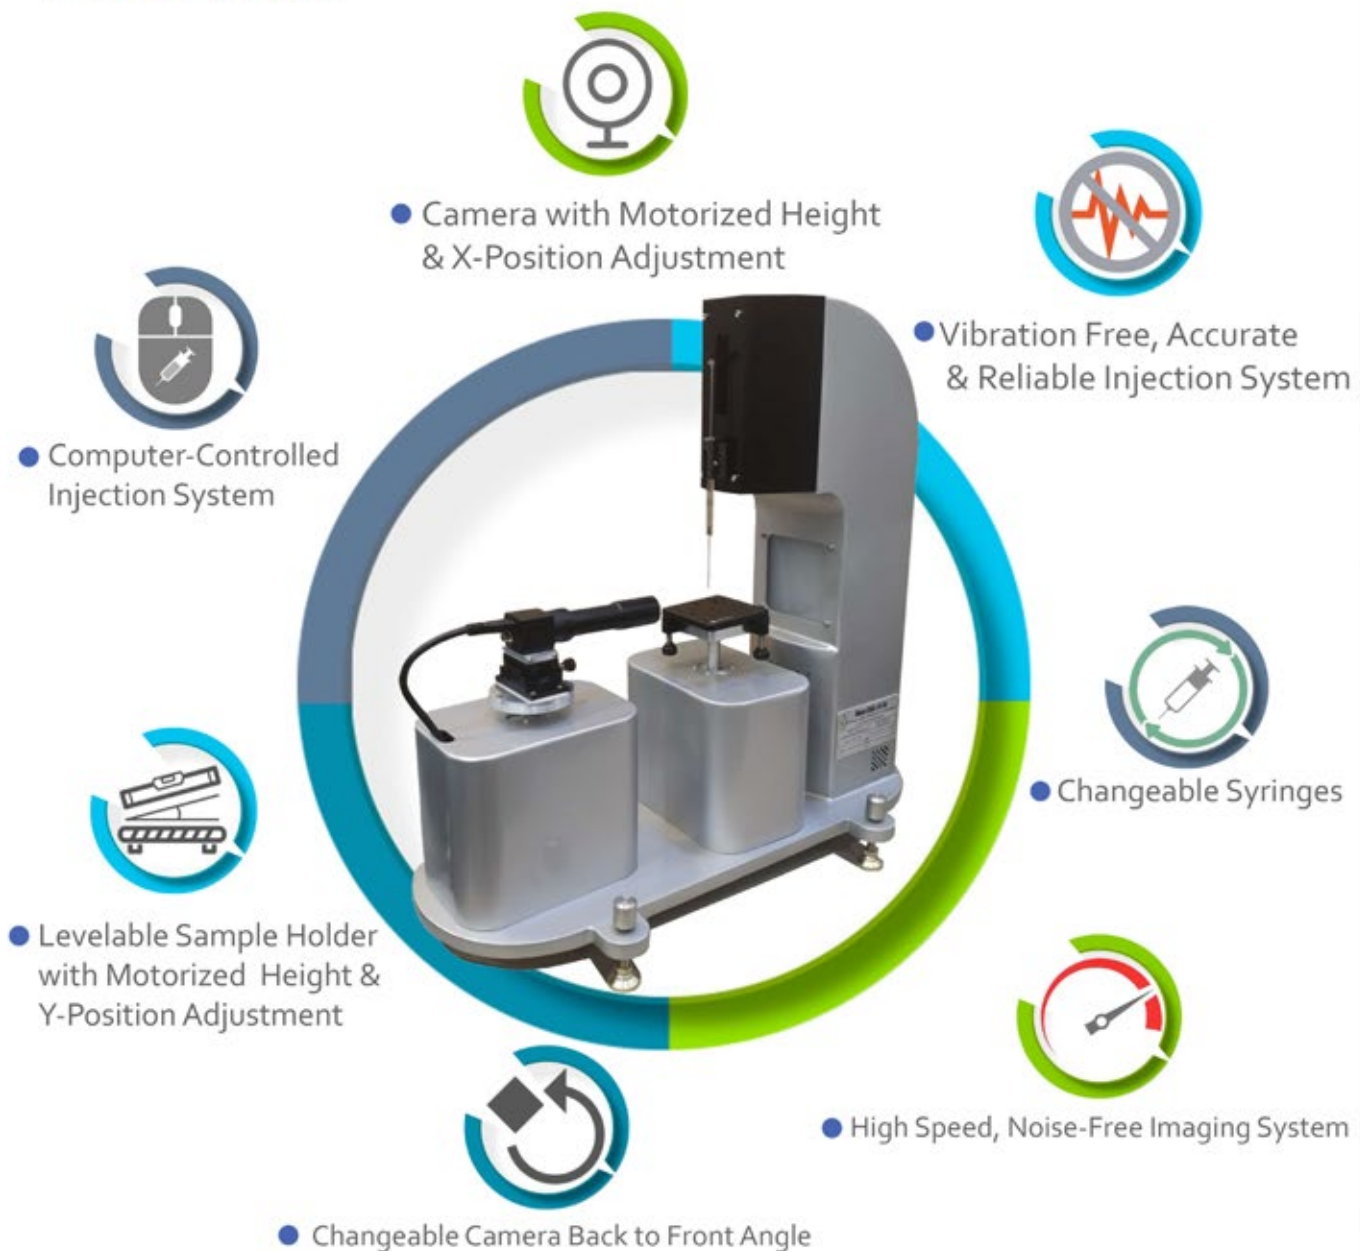 Camera with Motorized Height
& X-Position Adjustment
Vibration Free, Accurate
& Reliable Injection System
Computer-Controlled
Injection System
Changeable Syringes
Levelable Sample Holder
with Motorized Height &
Y-Position Adjustment
High Speed, Noise-Free Imaging System
Changeable Camera Back to Front Angle